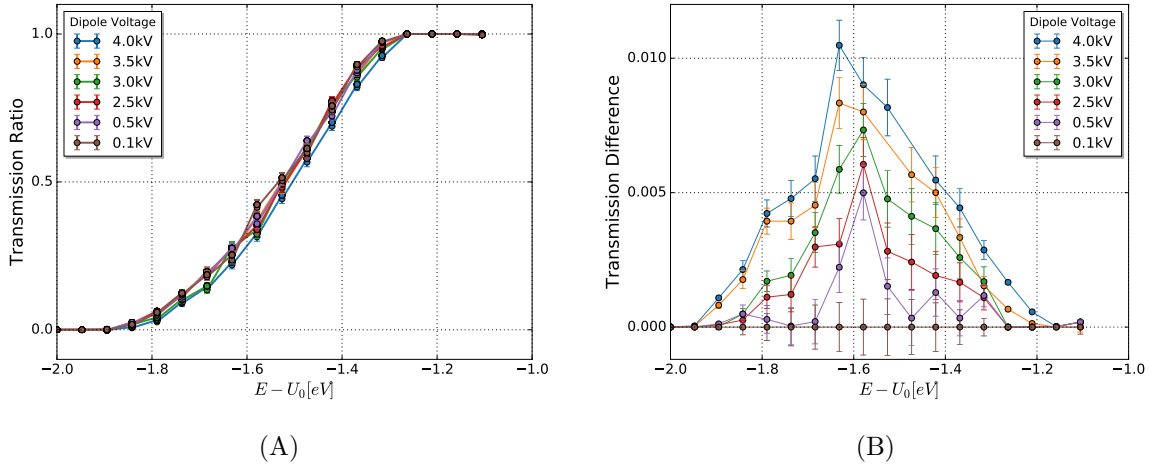 Dipole Voltage
4.0kV
3.5kV
3.0kV
2.5kV
0.5kV
0.1kV
Transmission Ratio
1.0
0.5
0.0
−2.0 −1.8 −1.6 −1.4 −1.2 −1.0
E − U₀[eV]
(A)
Dipole Voltage
4.0kV
3.5kV
3.0kV
2.5kV
0.5kV
0.1kV
Transmission Difference
0.010
0.005
0.000
−2.0 −1.8 −1.6 −1.4 −1.2 −1.0
E − U₀[eV]
(B)